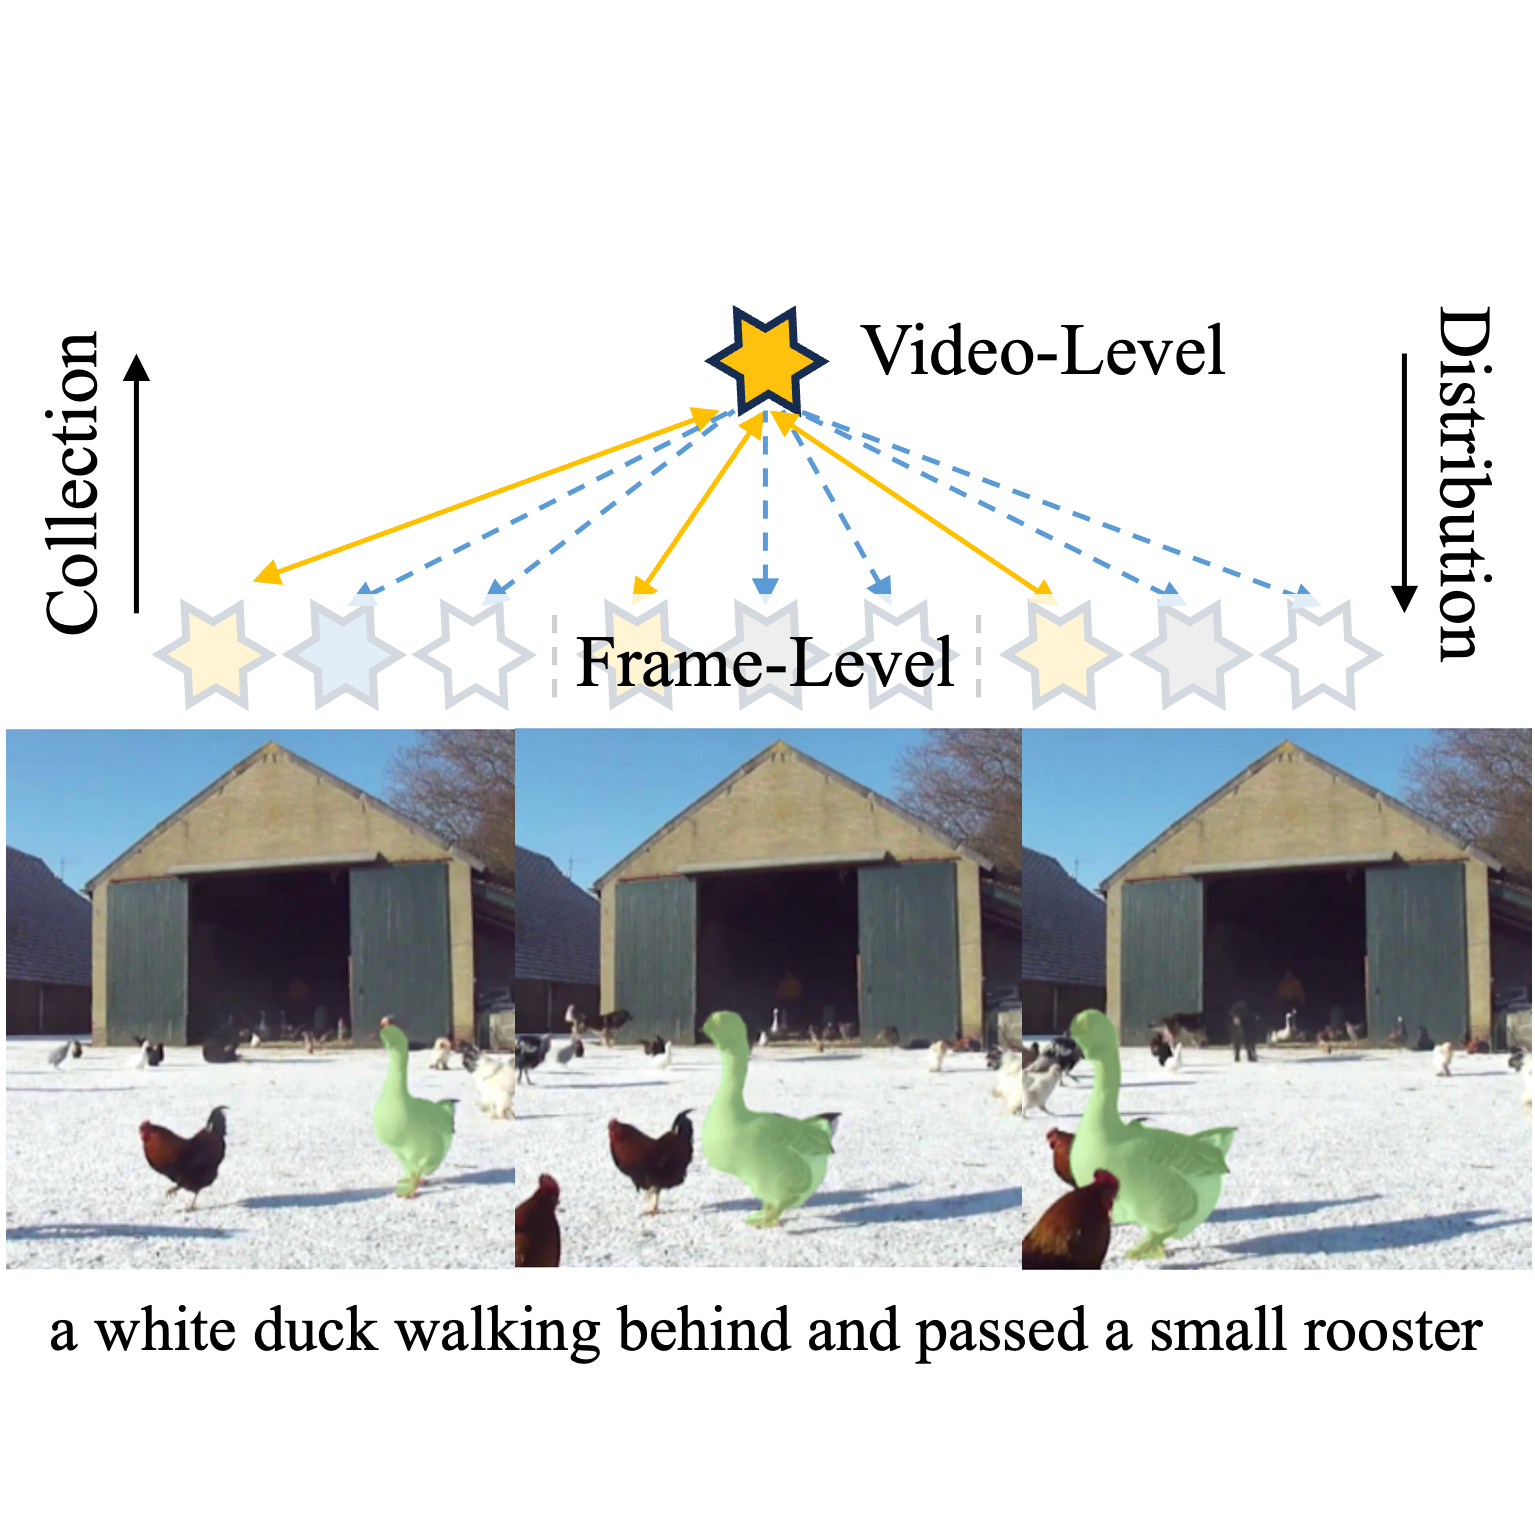 Video-Level
Collection
Distribution
Frame-Level
a white duck walking behind and passed a small rooster